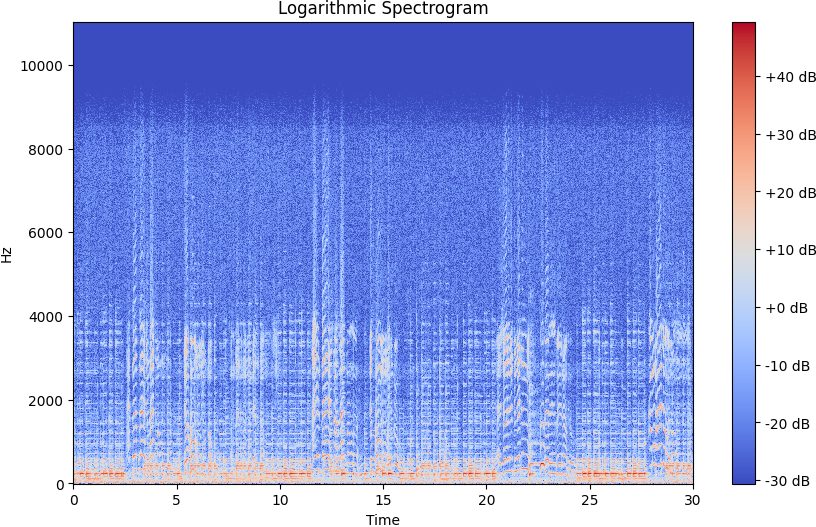 Logarithmic Spectrogram
Hz
10000
8000
6000
4000
2000
0
0 5 10 15 20 25 30
Time
+40 dB
+30 dB
+20 dB
+10 dB
+0 dB
-10 dB
-20 dB
-30 dB